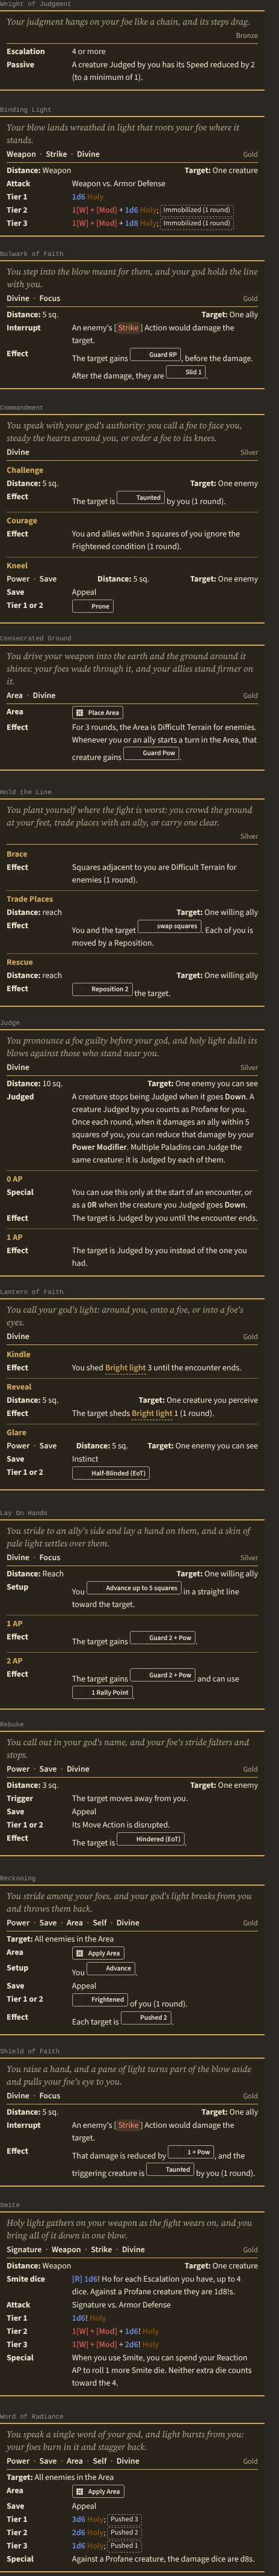 Weight of Judgment
Your judgment hangs on your foe like a chain, and its steps drag.
Bronze
Escalation 4 or more
Passive A creature Judged by you has its Speed reduced by 2
(to a minimum of 1).
Binding Light
Your blow lands wreathed in light that roots your foe where it
stands.
Weapon · Strike · Divine Gold
Distance: Weapon Target: One creature
Attack Weapon vs. Armor Defense
Tier 1 1d6 Holy
Tier 2 1[W] + [Mod] + 1d6 Holy; Immobilized (1 round)
Tier 3 1[W] + [Mod] + 1d8 Holy; Immobilized (1 round)
Bulwark of Faith
You step into the blow meant for them, and your god holds the line
with you.
Divine · Focus Gold
Distance: 5 sq. Target: One ally
Interrupt An enemy's [Strike] Action would damage the
target.
Effect The target gains Guard RP, before the damage.
After the damage, they are Slid 1.
Commandment
You speak with your god's authority: you call a foe to face you,
steady the hearts around you, or order a foe to its knees.
Divine Silver
Challenge
Distance: 5 sq. Target: One enemy
Effect The target is Taunted by you (1 round).
Courage
Effect You and allies within 3 squares of you ignore the
Frightened condition (1 round).
Kneel
Power · Save Distance: 5 sq. Target: One enemy
Save Appeal
Tier 1 or 2 Prone
Consecrated Ground
You drive your weapon into the earth and the ground around it
shines: your foes wade through it, and your allies stand firmer on
it.
Area · Divine Gold
Area Place Area
Effect For 3 rounds, the Area is Difficult Terrain for enemies.
Whenever you or an ally starts a turn in the Area, that
creature gains Guard Pow.
Hold the Line
You plant yourself where the fight is worst: you crowd the ground
at your feet, trade places with an ally, or carry one clear.
Silver
Brace
Effect Squares adjacent to you are Difficult Terrain for
enemies (1 round).
Trade Places
Distance: reach Target: One willing ally
Effect You and the target swap squares. Each of you is
moved by a Reposition.
Rescue
Distance: reach Target: One willing ally
Effect Reposition 2 the target.
Judge
You pronounce a foe guilty before your god, and holy light dulls its
blows against those who stand near you.
Divine Silver
Distance: 10 sq. Target: One enemy you can see
Judged A creature stops being Judged when it goes Down. A
creature Judged by you counts as Profane for you.
Once each round, when it damages an ally within 5
squares of you, you can reduce that damage by your
Power Modifier. Multiple Paladins can Judge the
same creature: it is Judged by each of them.
0 AP
Special You can use this only at the start of an encounter, or
as a 0R when the creature you Judged goes Down.
Effect The target is Judged by you until the encounter ends.
1 AP
Effect The target is Judged by you instead of the one you
had.
Lantern of Faith
You call your god's light: around you, onto a foe, or into a foe's
eyes.
Divine Gold
Kindle
Effect You shed Bright light 3 until the encounter ends.
Reveal
Distance: 5 sq. Target: One creature you perceive
Effect The target sheds Bright light 1 (1 round).
Glare
Power · Save Distance: 5 sq. Target: One enemy you can see
Save Instinct
Tier 1 or 2 Half-Blinded (EoT)
Lay On Hands
You stride to an ally's side and lay a hand on them, and a skin of
pale light settles over them.
Divine · Focus Silver
Distance: Reach Target: One willing ally
Setup You Advance up to 5 squares in a straight line
toward the target.
1 AP
Effect The target gains Guard 2 + Pow.
2 AP
Effect The target gains Guard 2 + Pow and can use
1 Rally Point.
Rebuke
You call out in your god's name, and your foe's stride falters and
stops.
Power · Save · Divine Gold
Distance: 3 sq. Target: One enemy
Trigger The target moves away from you.
Save Appeal
Tier 1 or 2 Its Move Action is disrupted.
Effect The target is Hindered (EoT).
Reckoning
You stride among your foes, and your god's light breaks from you
and throws them back.
Power · Save · Area · Self · Divine Gold
Target: All enemies in the Area
Area Apply Area
Setup You Advance.
Save Appeal
Tier 1 or 2 Frightened of you (1 round).
Effect Each target is Pushed 2.
Shield of Faith
You raise a hand, and a pane of light turns part of the blow aside
and pulls your foe's eye to you.
Divine · Focus Gold
Distance: 5 sq. Target: One ally
Interrupt An enemy's [Strike] Action would damage the
target.
Effect That damage is reduced by 1 + Pow, and the
triggering creature is Taunted by you (1 round).
Smite
Holy light gathers on your weapon as the fight wears on, and you
bring all of it down in one blow.
Signature · Weapon · Strike · Divine Gold
Distance: Weapon Target: One creature
Smite dice [R] 1d6! Ho for each Escalation you have, up to 4
dice. Against a Profane creature they are 1d8!s.
Attack Signature vs. Armor Defense
Tier 1 1d6! Holy
Tier 2 1[W] + [Mod] + 1d6! Holy
Tier 3 1[W] + [Mod] + 2d6! Holy
Special When you use Smite, you can spend your Reaction
AP to roll 1 more Smite die. Neither extra die counts
toward the 4.
Word of Radiance
You speak a single word of your god, and light bursts from you:
your foes burn in it and stagger back.
Power · Save · Area · Self · Divine Gold
Target: All enemies in the Area
Area Apply Area
Save Appeal
Tier 1 3d6 Holy; Pushed 3
Tier 2 2d6 Holy; Pushed 2
Tier 3 1d6 Holy; Pushed 1
Special Against a Profane creature, the damage dice are d8s.